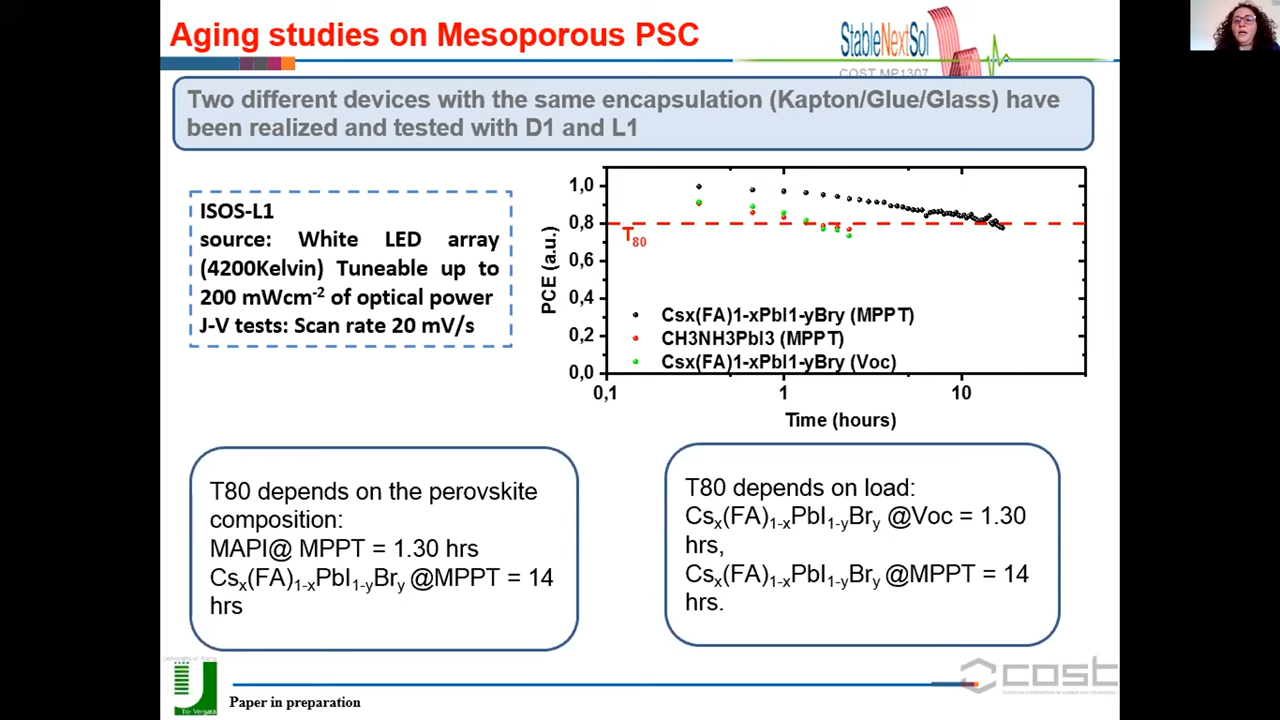 Aging studies on Mesoporous PSC
StableNextSol
COST MP1307
Two different devices with the same encapsulation (Kapton/Glue/Glass) have
been realized and tested with D1 and L1
ISOS-L1
source: White LED array
(4200Kelvin) Tuneable up to
200 mWcm-2 of optical power
J-V tests: Scan rate 20 mV/s
PCE (a.u.)
1,0
0,8
0,6
0,4
0,2
0,0
T80
Csx(FA)1-xPbI1-yBry (MPPT)
CH3NH3PbI3 (MPPT)
Csx(FA)1-xPbI1-yBry (Voc)
0,1 1 10
Time (hours)
T80 depends on the perovskite
composition:
MAPI@ MPPT = 1.30 hrs
Csx(FA)1-xPbI1-yBry @MPPT = 14
hrs
T80 depends on load:
Csx(FA)1-xPbI1-yBry @Voc = 1.30
hrs,
Csx(FA)1-xPbI1-yBry @MPPT = 14
hrs.
Tor Vergata
Paper in preparation
cost